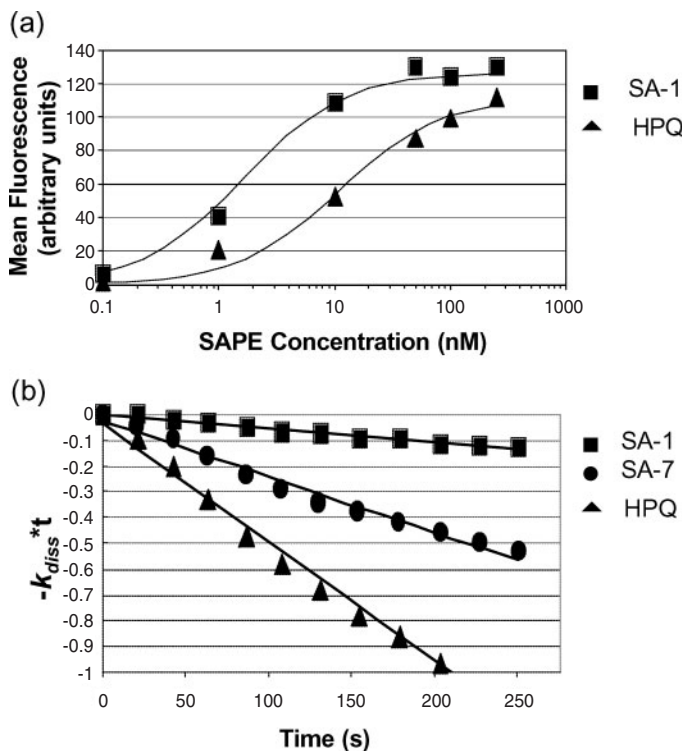 (a)
140
120
100
80
60
40
20
0
Mean Fluorescence
(arbitrary units)
0.1 1 10 100 1000
SAPE Concentration (nM)
SA-1
HPQ
(b)
0
-0.1
-0.2
-0.3
-0.4
-0.5
-0.6
-0.7
-0.8
-0.9
-1
-k_diss*t
0 50 100 150 200 250
Time (s)
SA-1
SA-7
HPQ